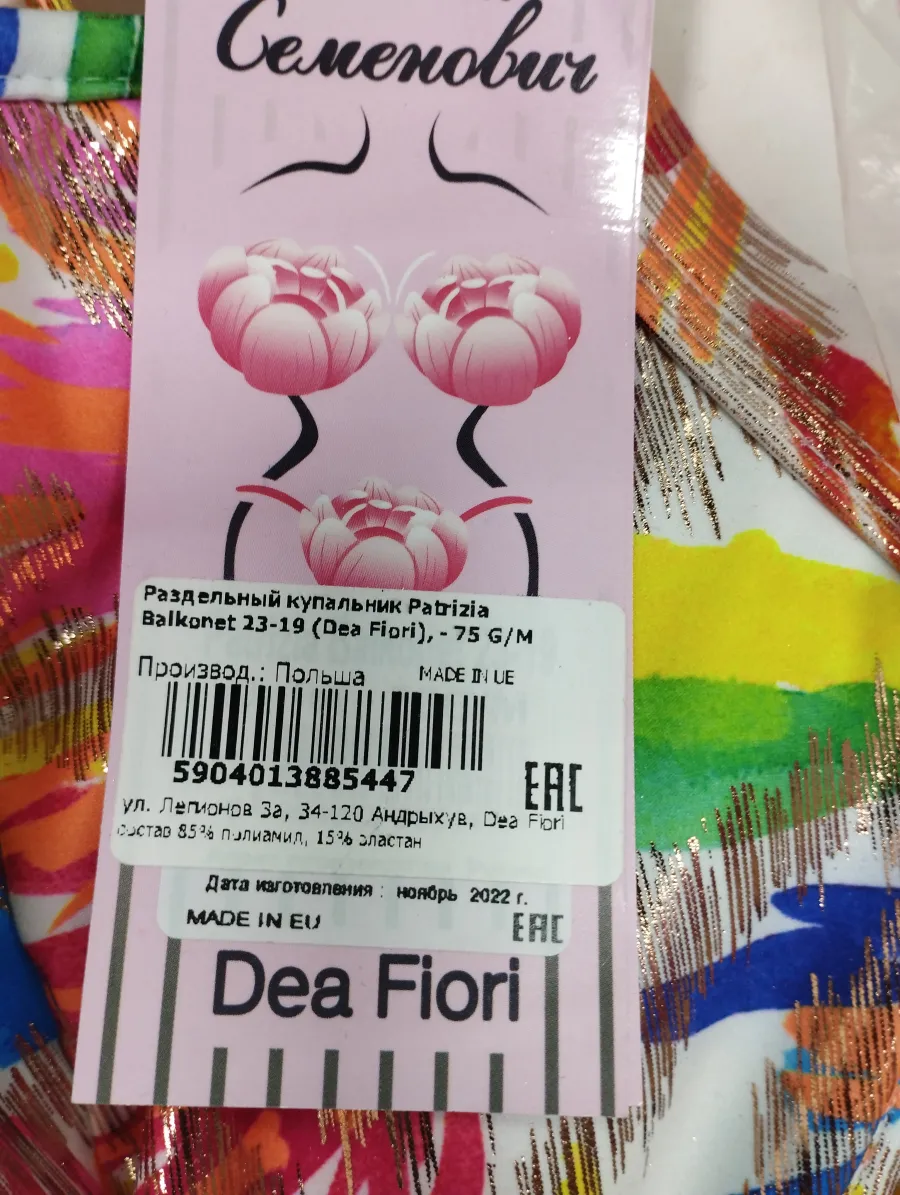 Семенович
Раздельный купальник Patrizia
Balkonet 23-19 (Dea Fiori), - 75 G/M
Производ.: Польша MADE IN UE
5904013885447
EAC
ул. Легионов 3а, 34-120 Андрыхув, Dea Fiori
состав 85% полиамид, 15% эластан
Дата изготовления : ноябрь 2022 г.
MADE IN EU EAC
Dea Fiori